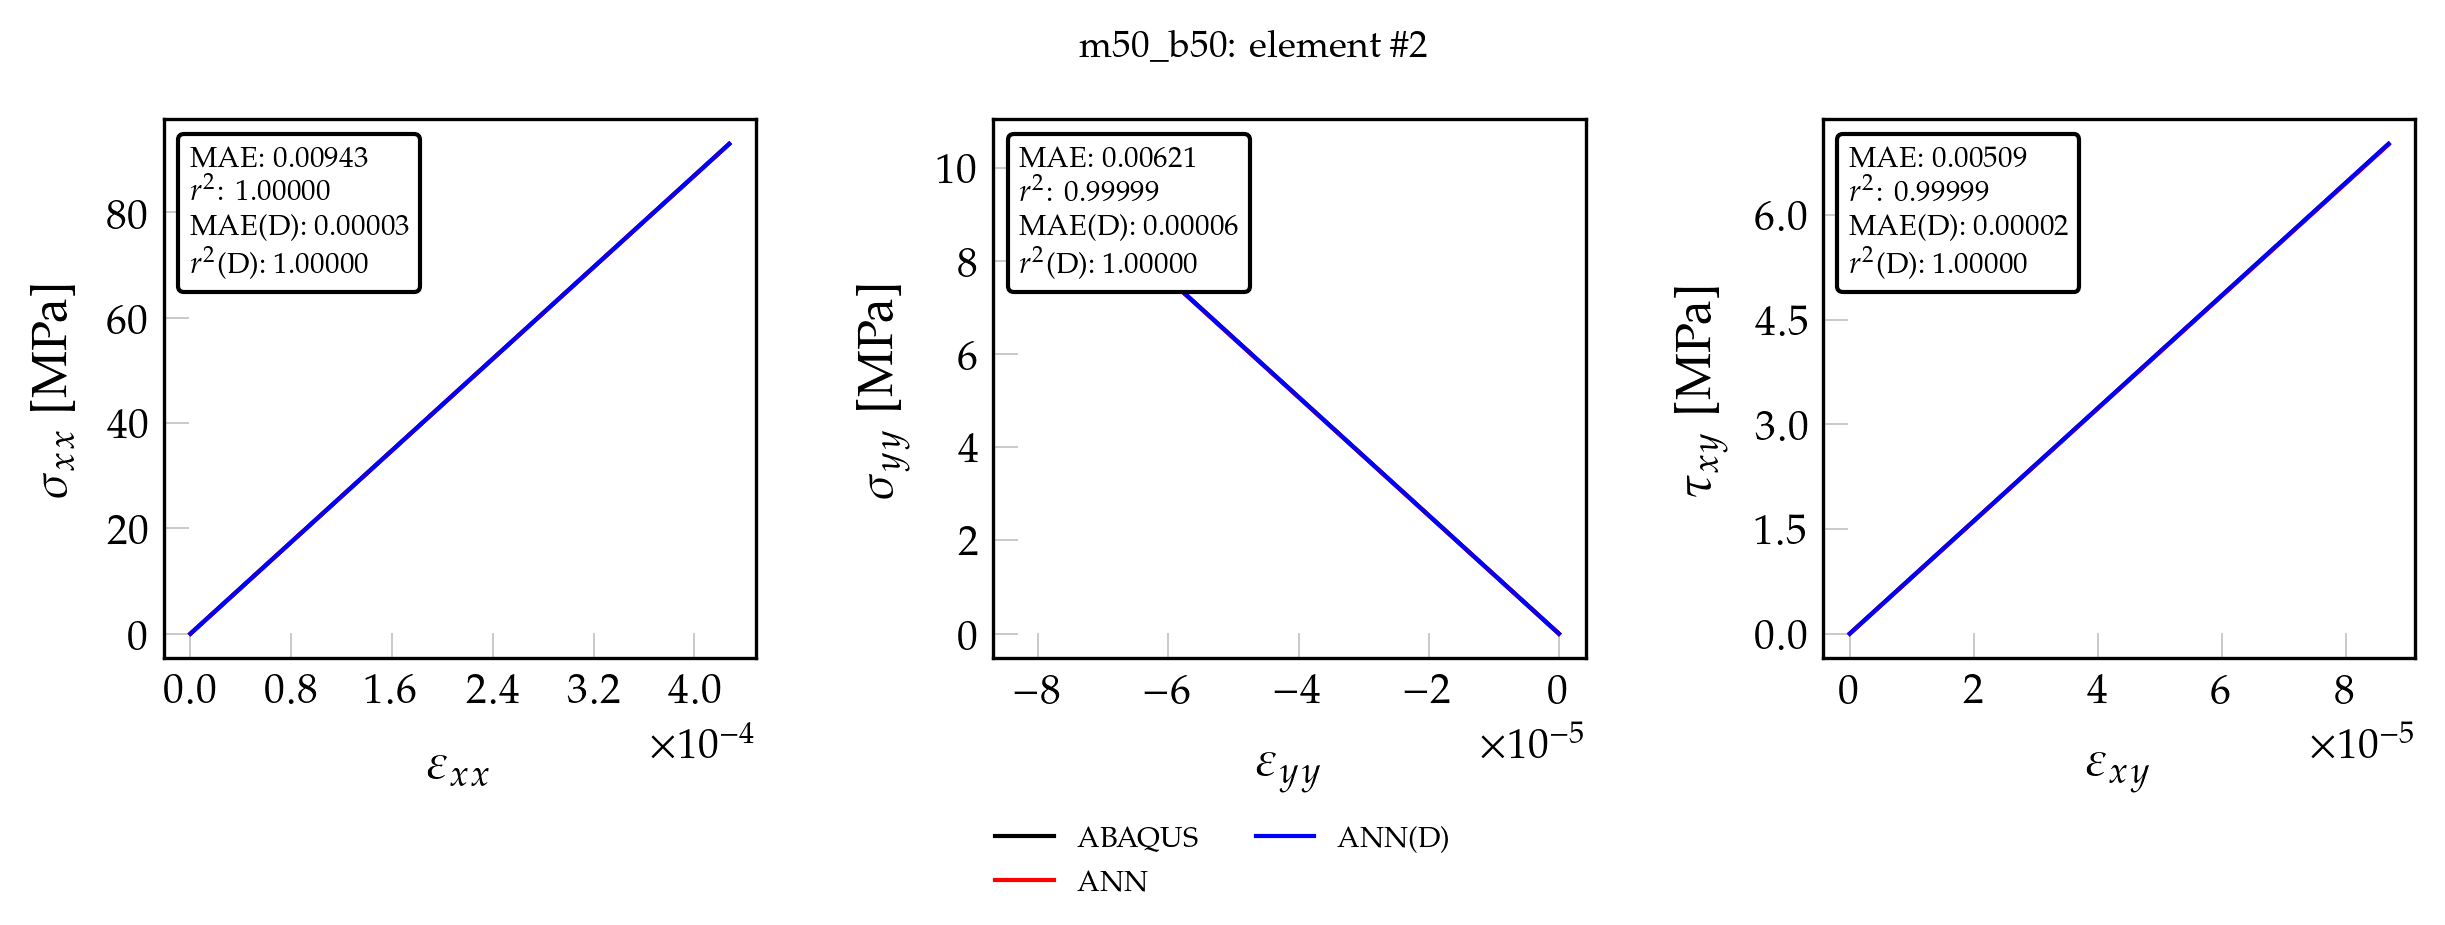 m50_b50: element #2
MAE: 0.00943
r²: 1.00000
MAE(D): 0.00003
r²(D): 1.00000
80
60
40
20
0
σxx [MPa]
0.0 0.8 1.6 2.4 3.2 4.0
×10⁻⁴
εxx
MAE: 0.00621
r²: 0.99999
MAE(D): 0.00006
r²(D): 1.00000
10
8
6
4
2
0
σyy [MPa]
−8 −6 −4 −2 0
×10⁻⁵
εyy
MAE: 0.00509
r²: 0.99999
MAE(D): 0.00002
r²(D): 1.00000
6.0
4.5
3.0
1.5
0.0
τxy [MPa]
0 2 4 6 8
×10⁻⁵
εxy
ABAQUS
ANN
ANN(D)